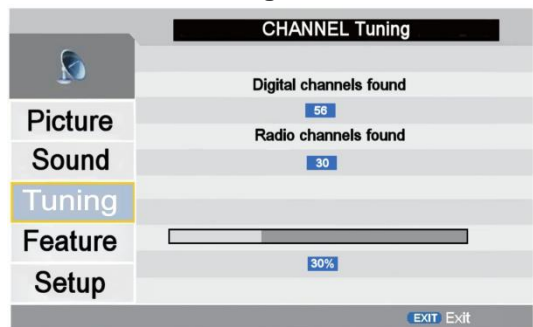 CHANNEL Tuning
Digital channels found
56
Radio channels found
30
30%
Picture
Sound
Tuning
Feature
Setup
EXIT Exit